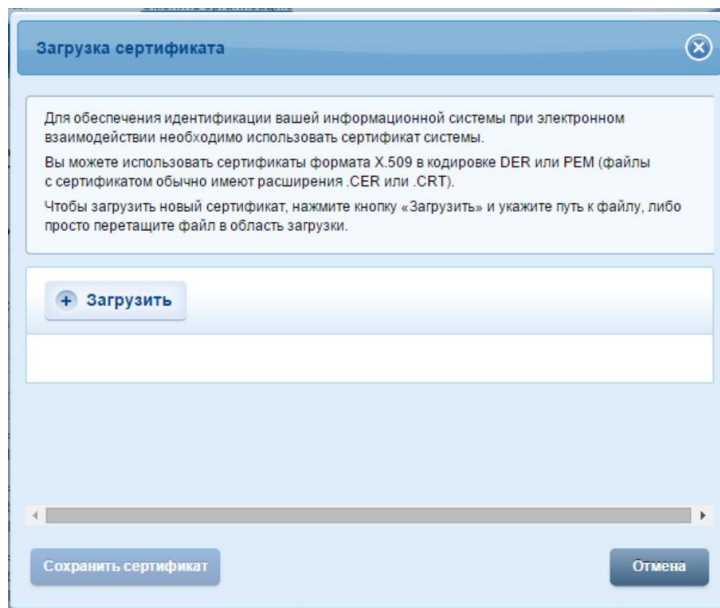 Загрузка сертификата
Для обеспечения идентификации вашей информационной системы при электронном
взаимодействии необходимо использовать сертификат системы.
Вы можете использовать сертификаты формата X.509 в кодировке DER или PEM (файлы
с сертификатом обычно имеют расширения .CER или .CRT).
Чтобы загрузить новый сертификат, нажмите кнопку «Загрузить» и укажите путь к файлу, либо
просто перетащите файл в область загрузки.
+ Загрузить
Сохранить сертификат
Отмена